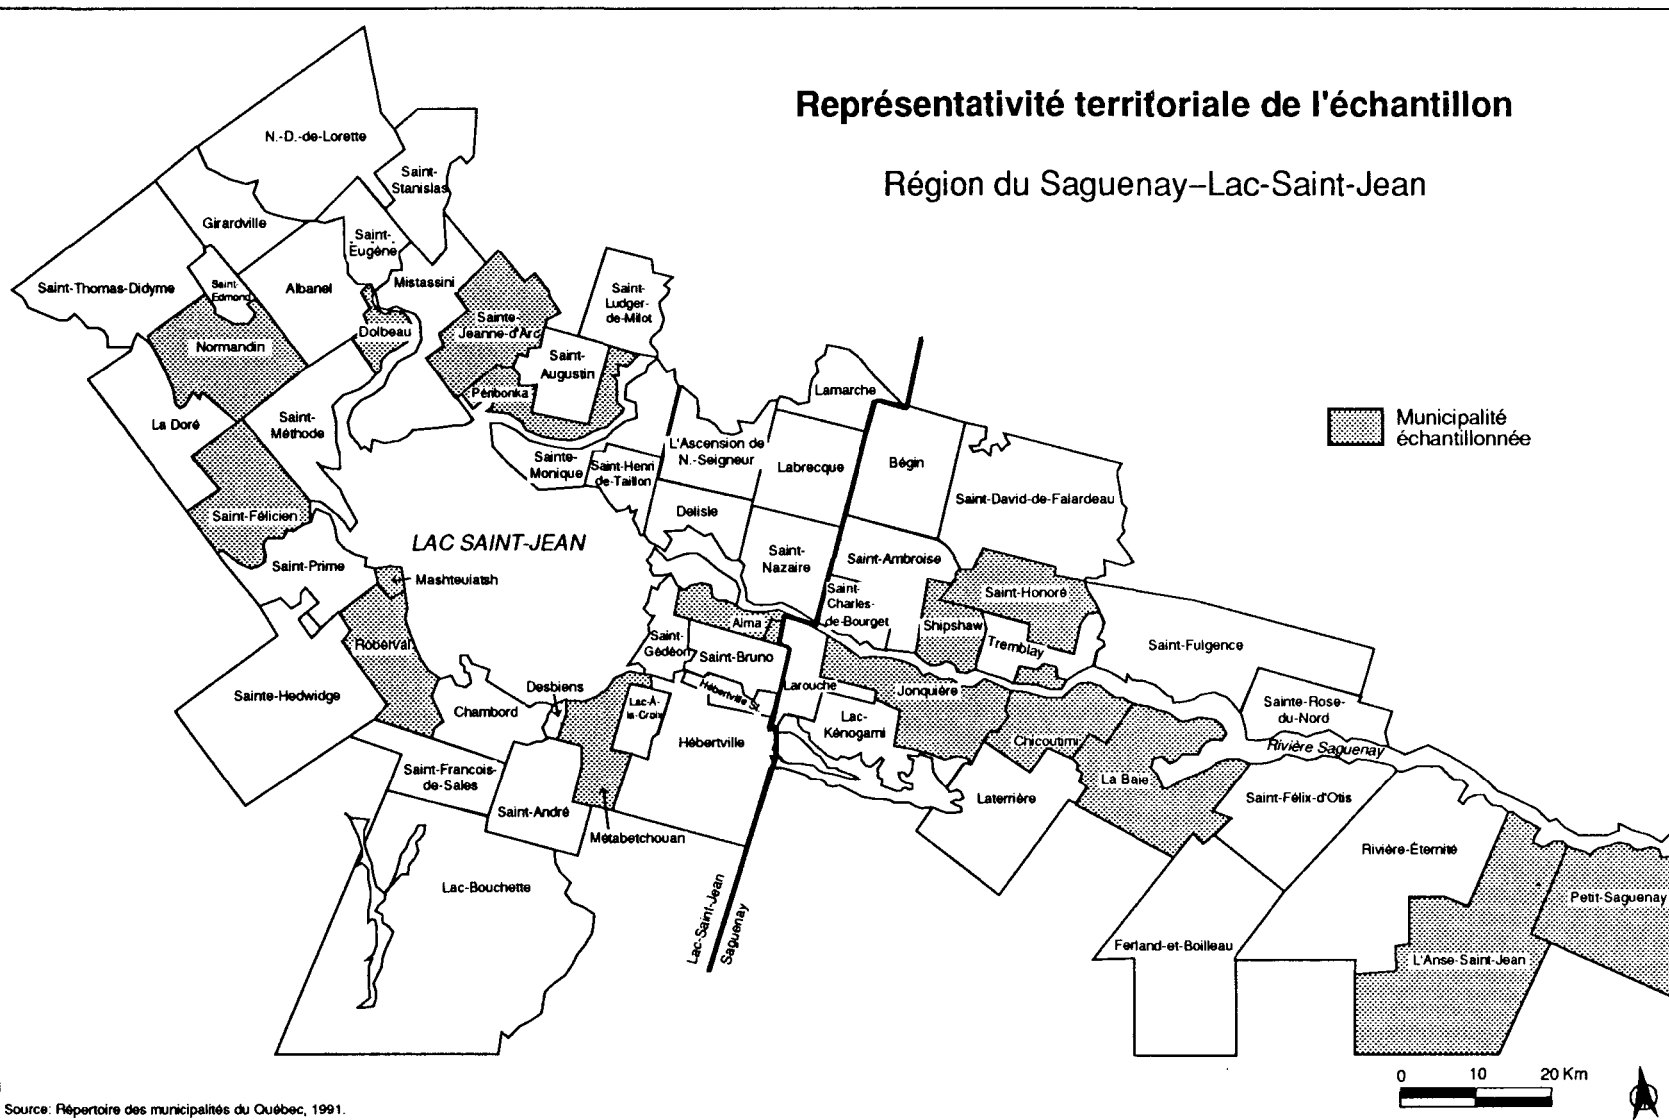 Représentativité territoriale de l'échantillon
Région du Saguenay–Lac-Saint-Jean
N.-D.-de-Lorette
Saint-
Stanislas
Girardville
Saint-
Eugène
Saint-Thomas-Didyme
Saint-
Edmond
Albanel
Mistassini
Saint-
Ludger-
de-Milot
Normandin
Dolbeau
Sainte-
Jeanne-d'Arc
Saint-
Augustin
Péribonka
Lamarche
La Doré
Saint-
Méthode
Municipalité
échantillonnée
Sainte-
Monique
Saint-Henri
de-Taillon
L'Ascension de
N.-Seigneur
Labrecque
Bégin
Saint-David-de-Falardeau
Saint-Félicien
Delisle
LAC SAINT-JEAN
Saint-
Nazaire
Saint-Ambroise
Saint-Prime
Mashteuiatsh
Saint-
Charles-
de-Bourget
Saint-Honoré
Shipshaw
Tremblay
Saint-Fulgence
Roberval
Alma
Saint-
Gédéon
Saint-Bruno
Larouche
Jonquière
Sainte-Hedwidge
Chambord
Desbiens
Lac-À-
la-Croix
Hébertville St.
Hébertville
Lac-
Kénogami
Chicoutimi
Sainte-Rose-
du-Nord
Rivière Saguenay
La Baie
Saint-Francois-
de-Sales
Saint-André
Métabetchouan
Laterrière
Saint-Félix-d'Otis
Rivière-Éternité
Lac-Bouchette
Petit-Saguenay
Ferland-et-Boilleau
L'Anse-Saint-Jean
Lac-Saint-Jean
Saguenay
0 10 20 Km
Source: Répertoire des municipalités du Québec, 1991.